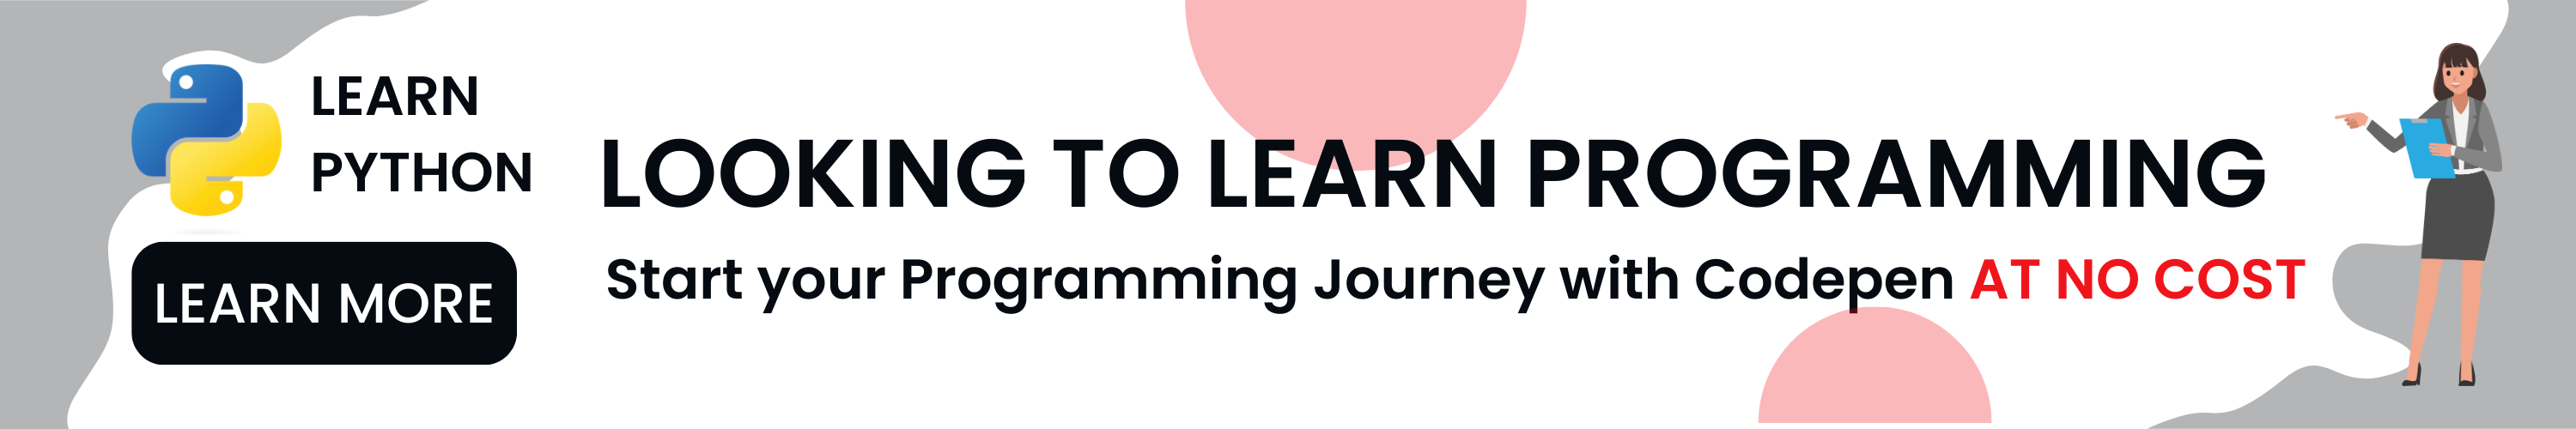 LEARN
PYTHON
LEARN MORE
LOOKING TO LEARN PROGRAMMING
Start your Programming Journey with Codepen AT NO COST